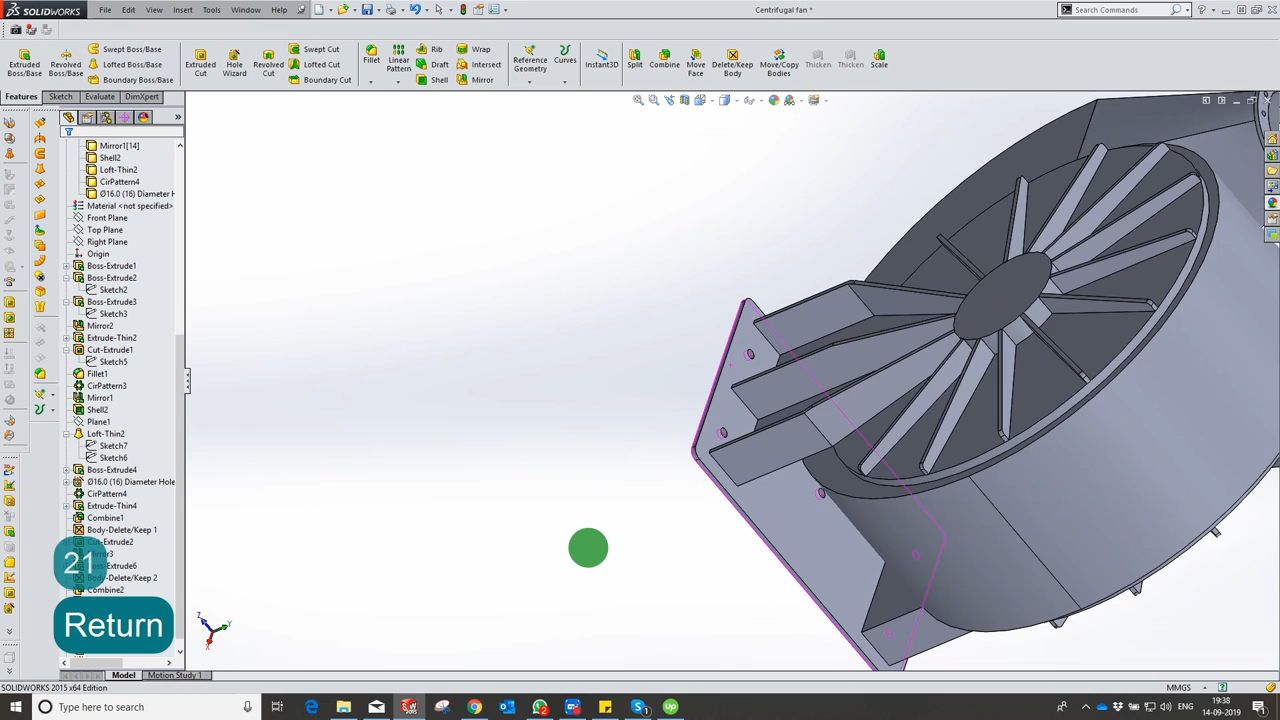 SOLIDWORKS File Edit View Insert Tools Window Help Centrifugal fan * Search Commands
Extruded Boss/Base Revolved Boss/Base Swept Boss/Base Lofted Boss/Base Boundary Boss/Base Extruded Cut Hole Wizard Revolved Cut Swept Cut Lofted Cut Boundary Cut Fillet Linear Pattern Rib Draft Shell Wrap Intersect Mirror Reference Geometry Curves Instant3D Split Combine Move Face Delete/Keep Body Move/Copy Bodies Thicken Thicken Scale
Features Sketch Evaluate DimXpert
Mirror1[14]
Shell2
Loft-Thin2
CirPattern4
Ø16.0 (16) Diameter H
Material <not specified>
Front Plane
Top Plane
Right Plane
Origin
Boss-Extrude1
Boss-Extrude2
Sketch2
Boss-Extrude3
Sketch3
Mirror2
Extrude-Thin2
Cut-Extrude1
Sketch5
Fillet1
CirPattern3
Mirror1
Shell2
Plane1
Loft-Thin2
Sketch7
Sketch6
Boss-Extrude4
Ø16.0 (16) Diameter Hole
CirPattern4
Extrude-Thin4
Combine1
Body-Delete/Keep 1
Cut-Extrude2
21
Body-Delete/Keep 2
Combine2
Return
Z Y X
Model Motion Study 1
SOLIDWORKS 2015 x64 Edition MMGS
Type here to search ENG 19:38
14-09-2019